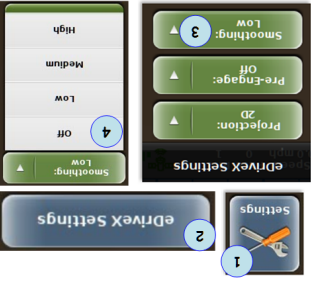 1
Settings
2
eDriveX Settings
eDriveX Settings
Projection:
2D
Pre-Engage:
Off
3
Smoothing:
Low
Smoothing:
Low
4
Off
Low
Medium
High